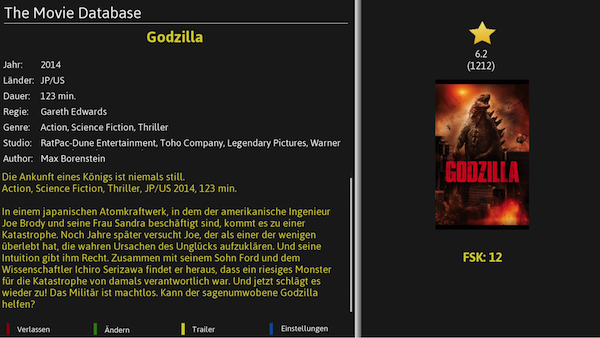 The Movie Database
Godzilla
Jahr: 2014
Länder: JP/US
Dauer: 123 min.
Regie: Gareth Edwards
Genre: Action, Science Fiction, Thriller
Studio: RatPac-Dune Entertainment, Toho Company, Legendary Pictures, Warner
Author: Max Borenstein
Die Ankunft eines Königs ist niemals still.
Action, Science Fiction, Thriller, JP/US 2014, 123 min.
In einem japanischen Atomkraftwerk, in dem der amerikanische Ingenieur
Joe Brody und seine Frau Sandra beschäftigt sind, kommt es zu einer
Katastrophe. Noch Jahre später versucht Joe, der als einer der wenigen
überlebt hat, die wahren Ursachen des Unglücks aufzuklären. Und seine
Intuition gibt ihm Recht. Zusammen mit seinem Sohn Ford und dem
Wissenschaftler Ichiro Serizawa findet er heraus, dass ein riesiges Monster
für die Katastrophe von damals verantwortlich war. Und jetzt schlägt es
wieder zu! Das Militär ist machtlos. Kann der sagenumwobene Godzilla
helfen?
Verlassen
Ändern
Trailer
Einstellungen
6.2
(1212)
GODZILLA
FSK: 12